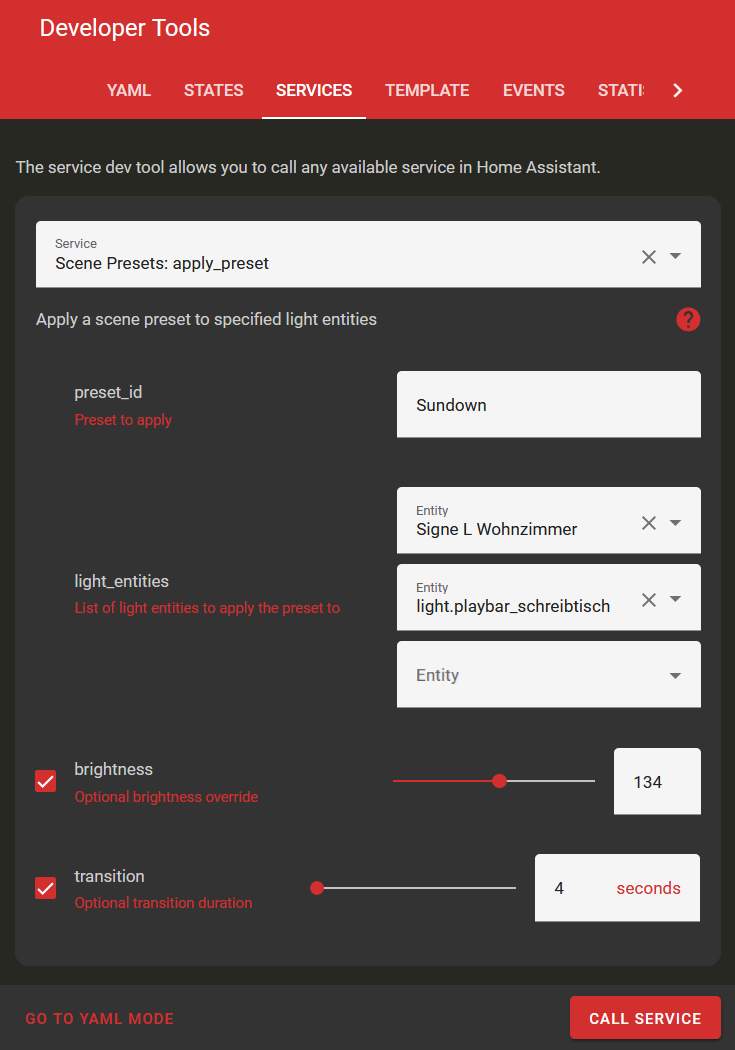 Developer Tools
YAML STATES SERVICES TEMPLATE EVENTS STATI
The service dev tool allows you to call any available service in Home Assistant.
Service
Scene Presets: apply_preset
Apply a scene preset to specified light entities
preset_id
Preset to apply
Sundown
light_entities
List of light entities to apply the preset to
Entity
Signe L Wohnzimmer
Entity
light.playbar_schreibtisch
Entity
brightness
Optional brightness override
134
transition
Optional transition duration
4 seconds
GO TO YAML MODE
CALL SERVICE